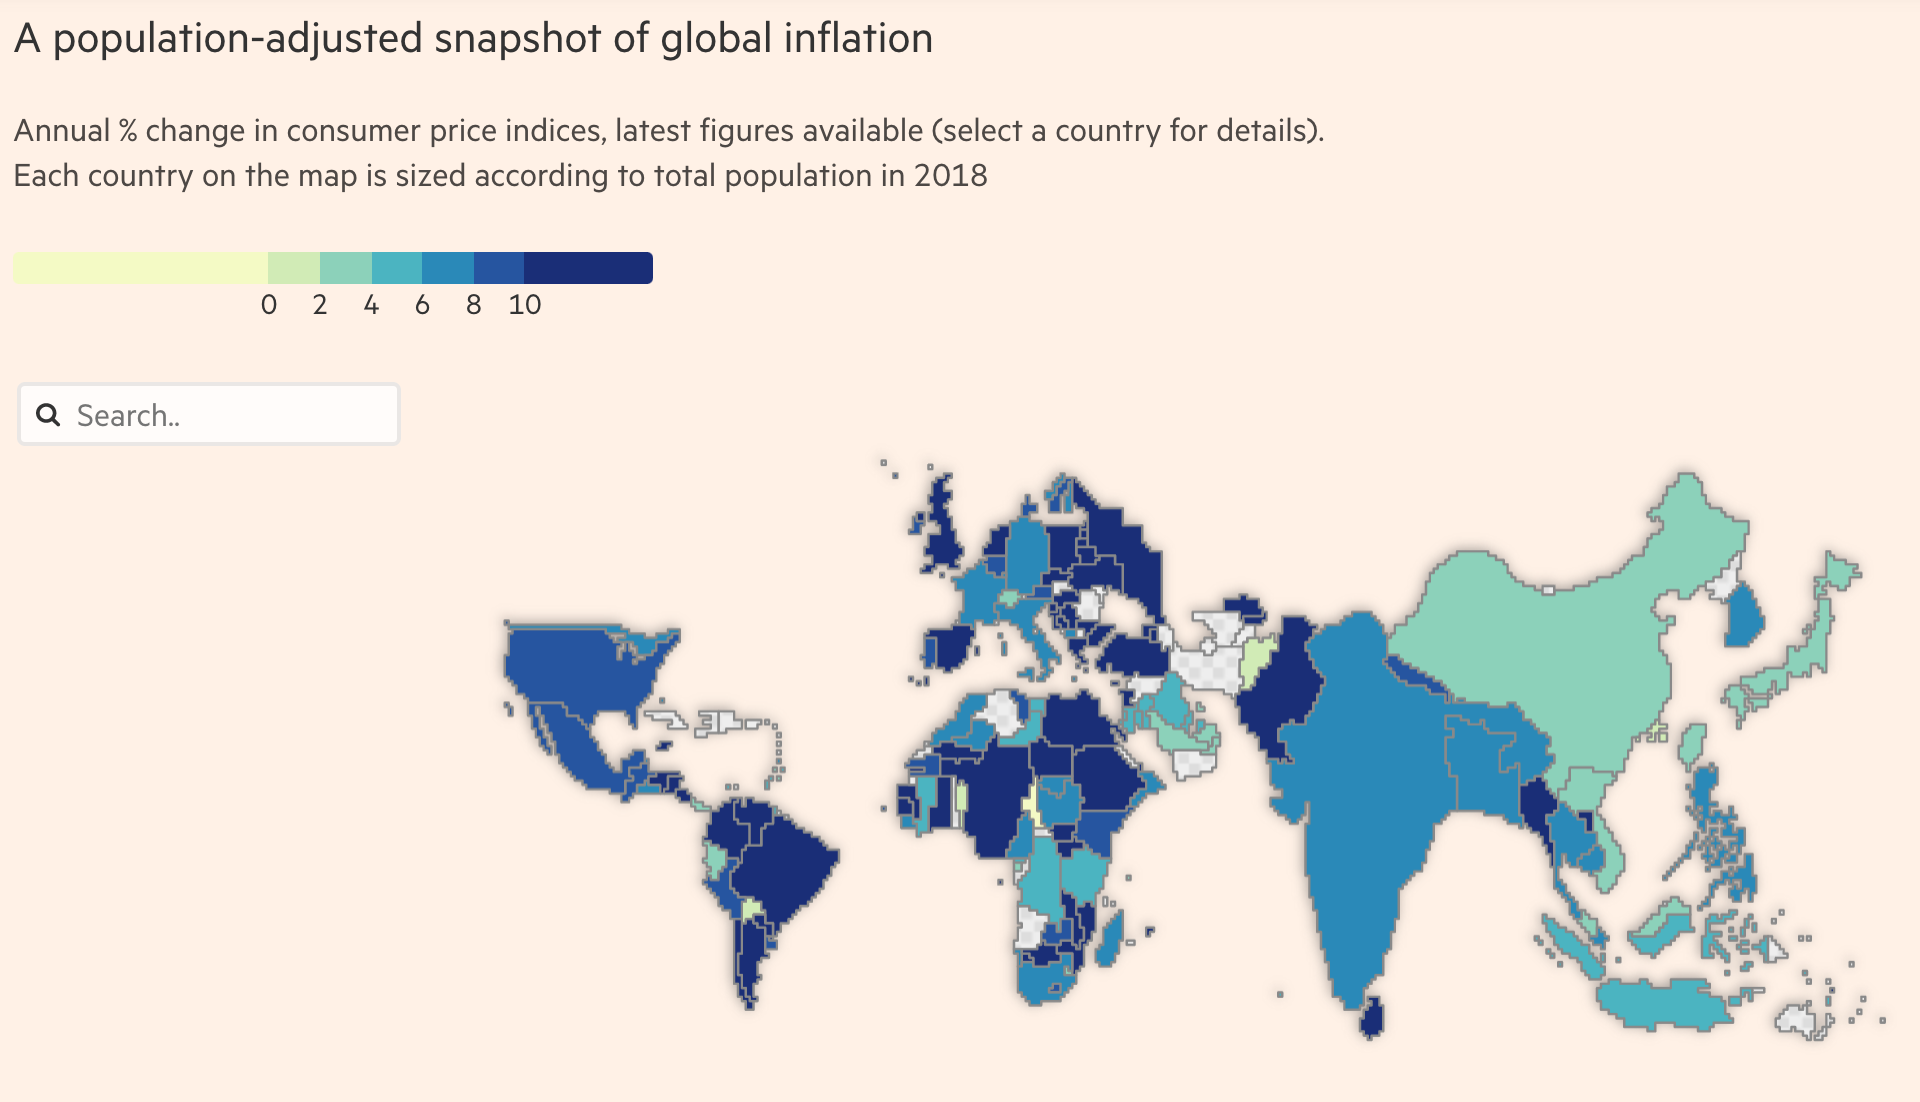 A population-adjusted snapshot of global inflation
Annual % change in consumer price indices, latest figures available (select a country for details).
Each country on the map is sized according to total population in 2018
0 2 4 6 8 10
Search..